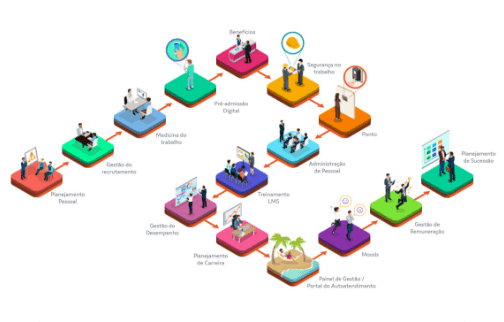 Benefícios
Segurança no
trabalho
Pré-admissão
Digital
Medicina do
trabalho
Ponto
Gestão do
recrutamento
Administração
de Pessoal
Planejamento
de Sucessão
Planejamento
Pessoal
Treinamento
LMS
Gestão do
Desempenho
Gestão de
Remuneração
Planejamento
de Carreira
Moods
Painel de Gestão /
Portal do Autoatendimento